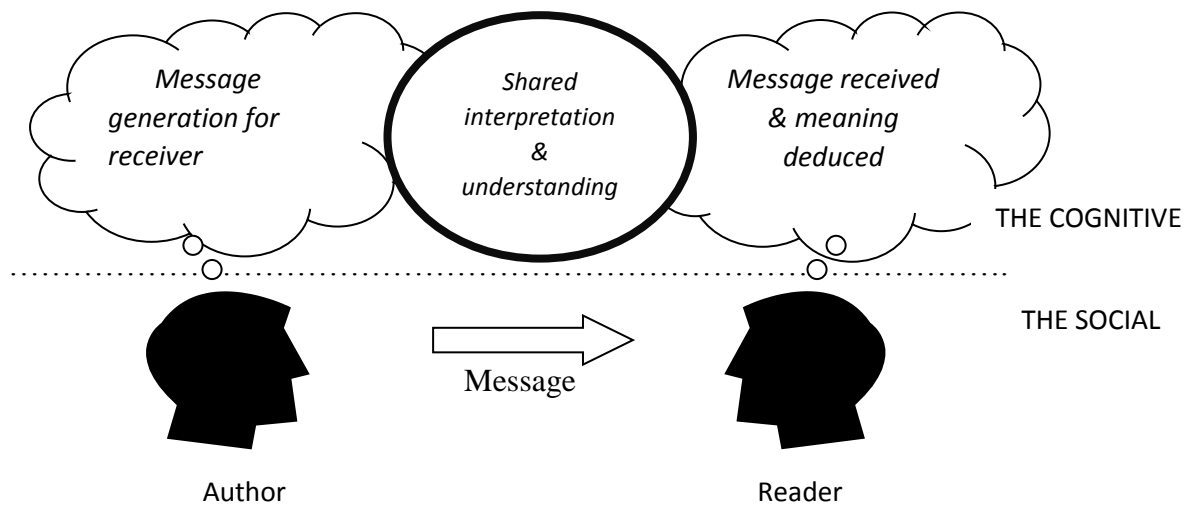 Message
generation for
receiver
Shared
interpretation
&
understanding
Message received
& meaning
deduced
THE COGNITIVE
THE SOCIAL
Message
Author
Reader